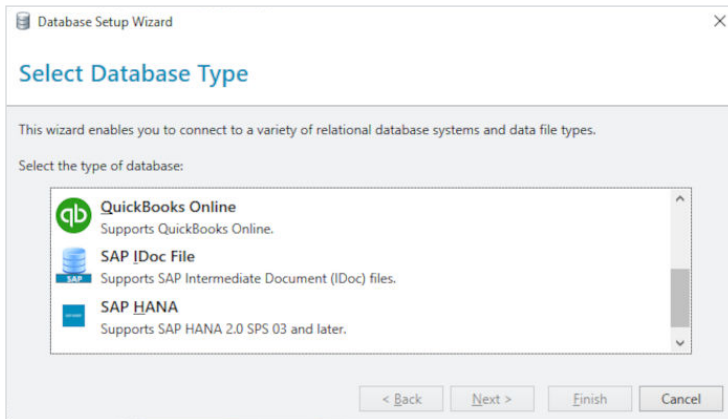 Database Setup Wizard
Select Database Type
This wizard enables you to connect to a variety of relational database systems and data file types.
Select the type of database:
qb
QuickBooks Online
Supports QuickBooks Online.
SAP IDoc File
SAP
Supports SAP Intermediate Document (IDoc) files.
SAP HANA
Supports SAP HANA 2.0 SPS 03 and later.
< Back
Next >
Finish
Cancel